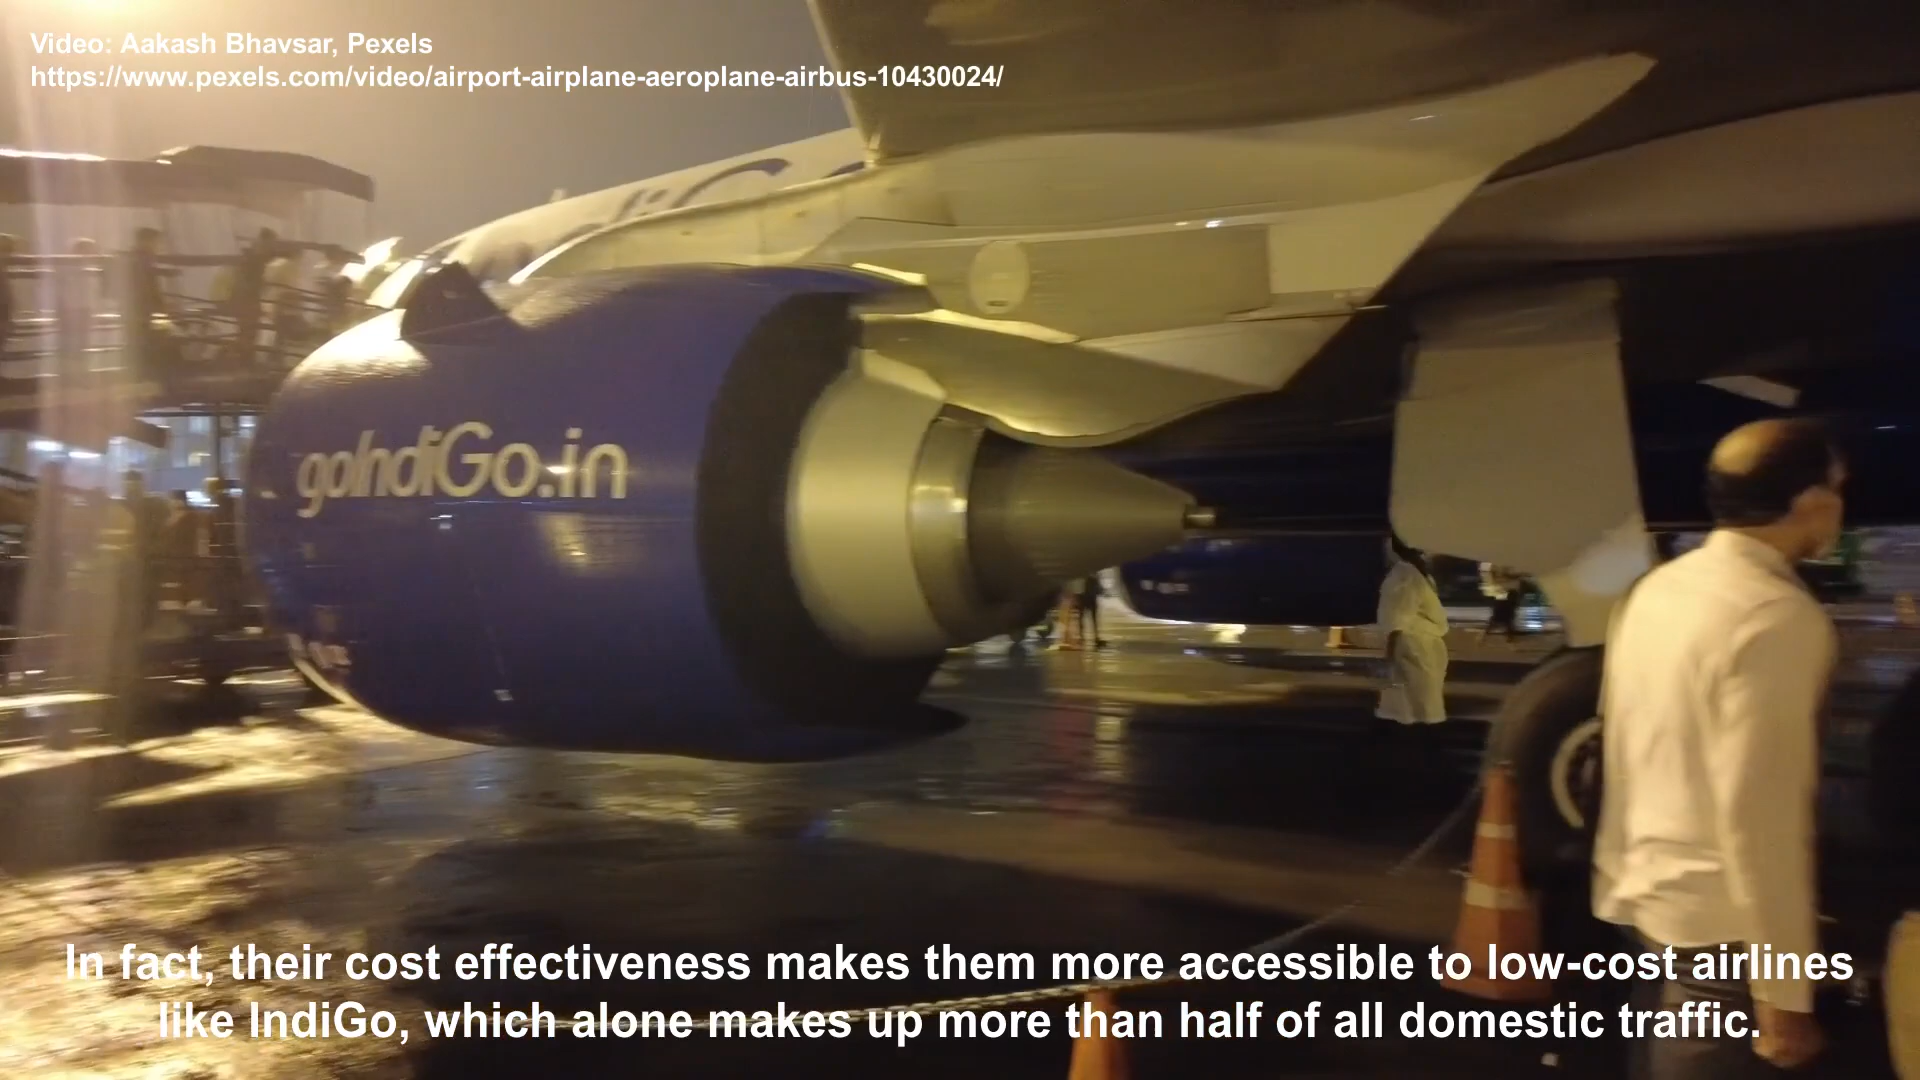 Video: Aakash Bhavsar, Pexels
https://www.pexels.com/video/airport-airplane-aeroplane-airbus-10430024/
IndiGo
goIndiGo.in
In fact, their cost effectiveness makes them more accessible to low-cost airlines
like IndiGo, which alone makes up more than half of all domestic traffic.